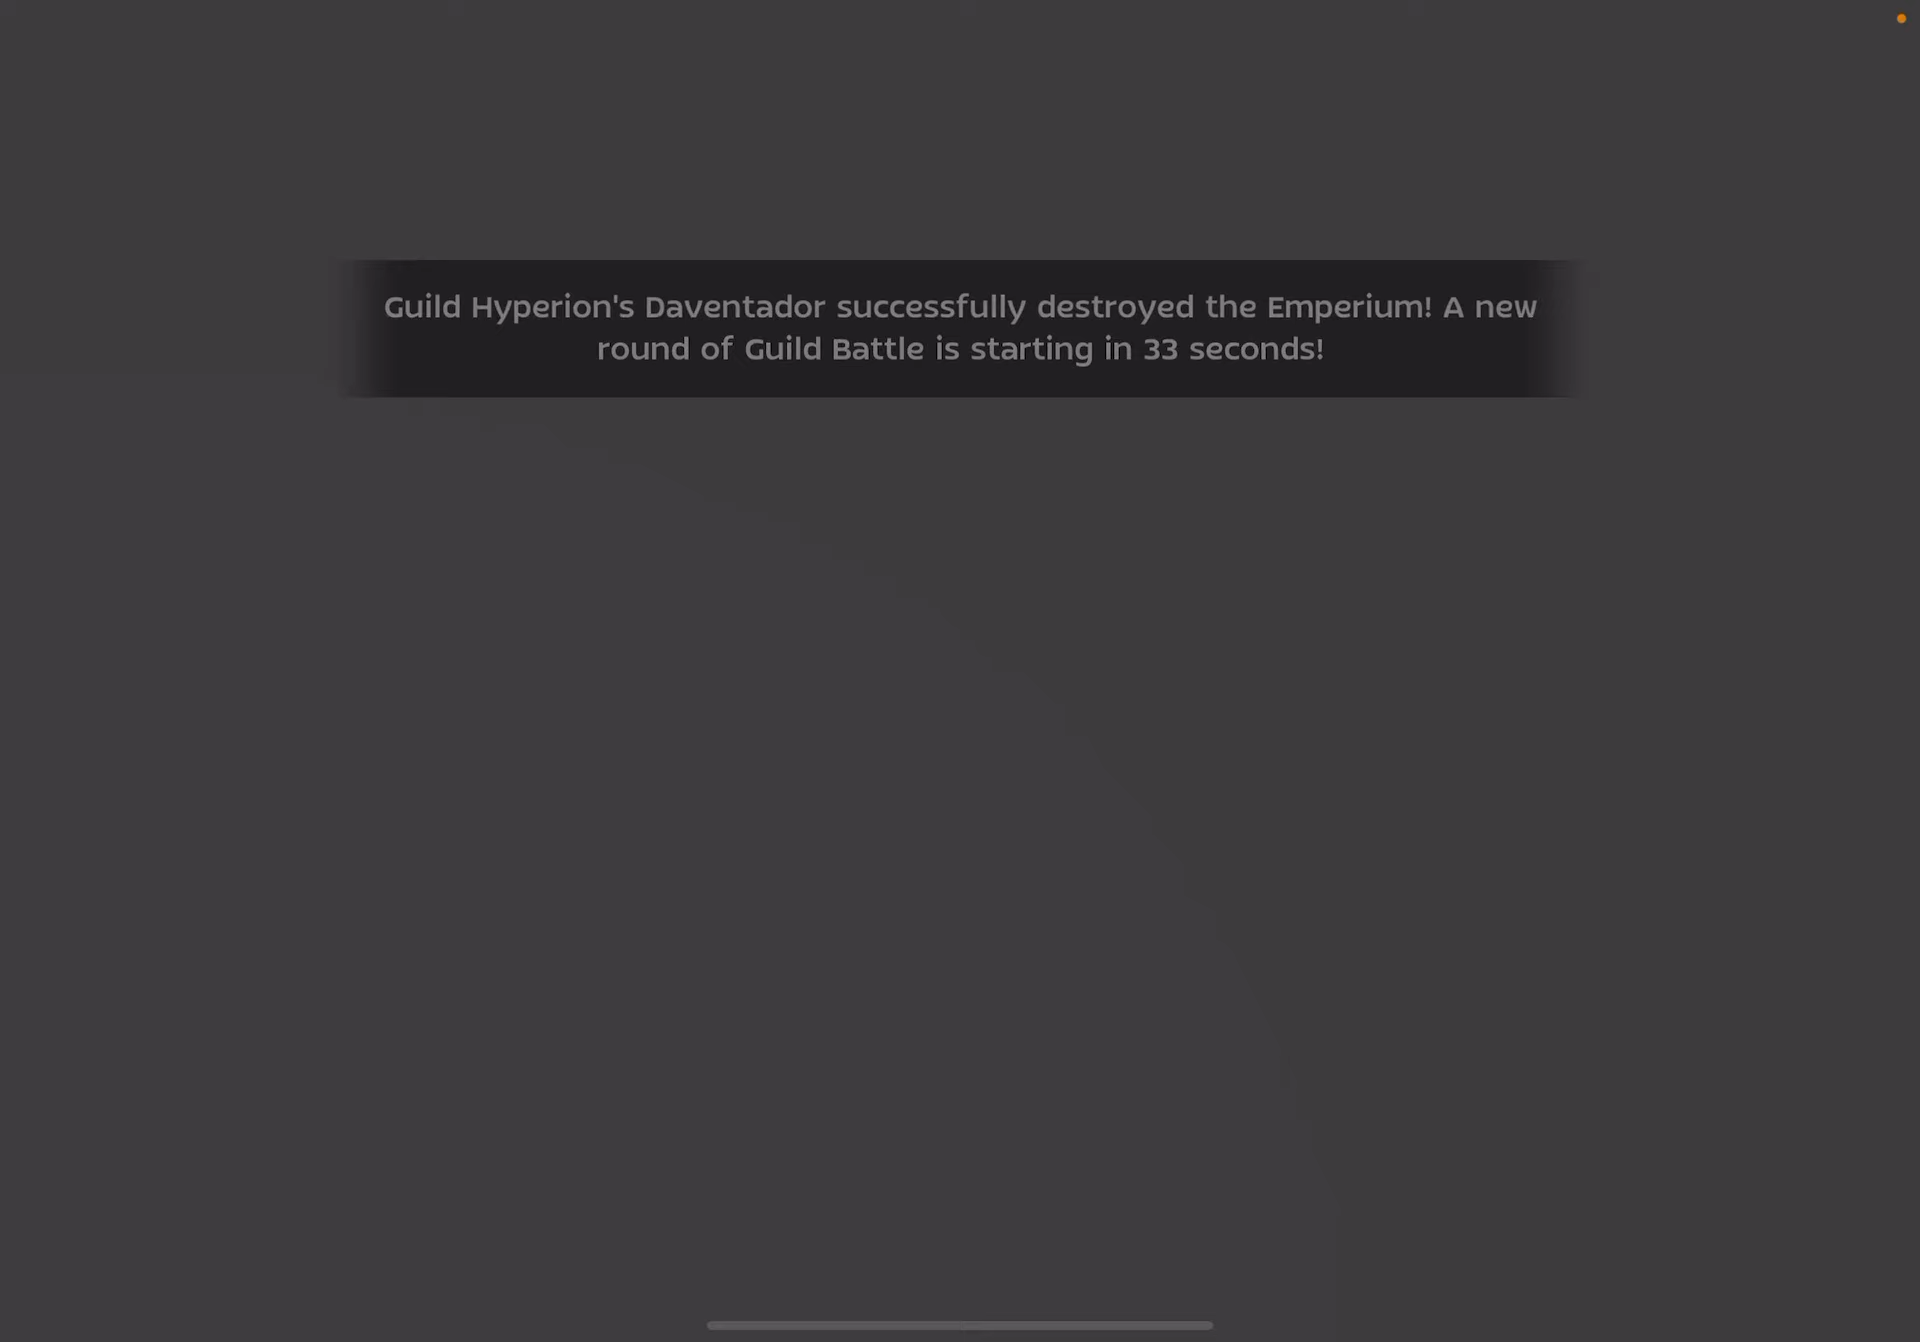 Guild Hyperion's Daventador successfully destroyed the Emperium! A new
round of Guild Battle is starting in 33 seconds!